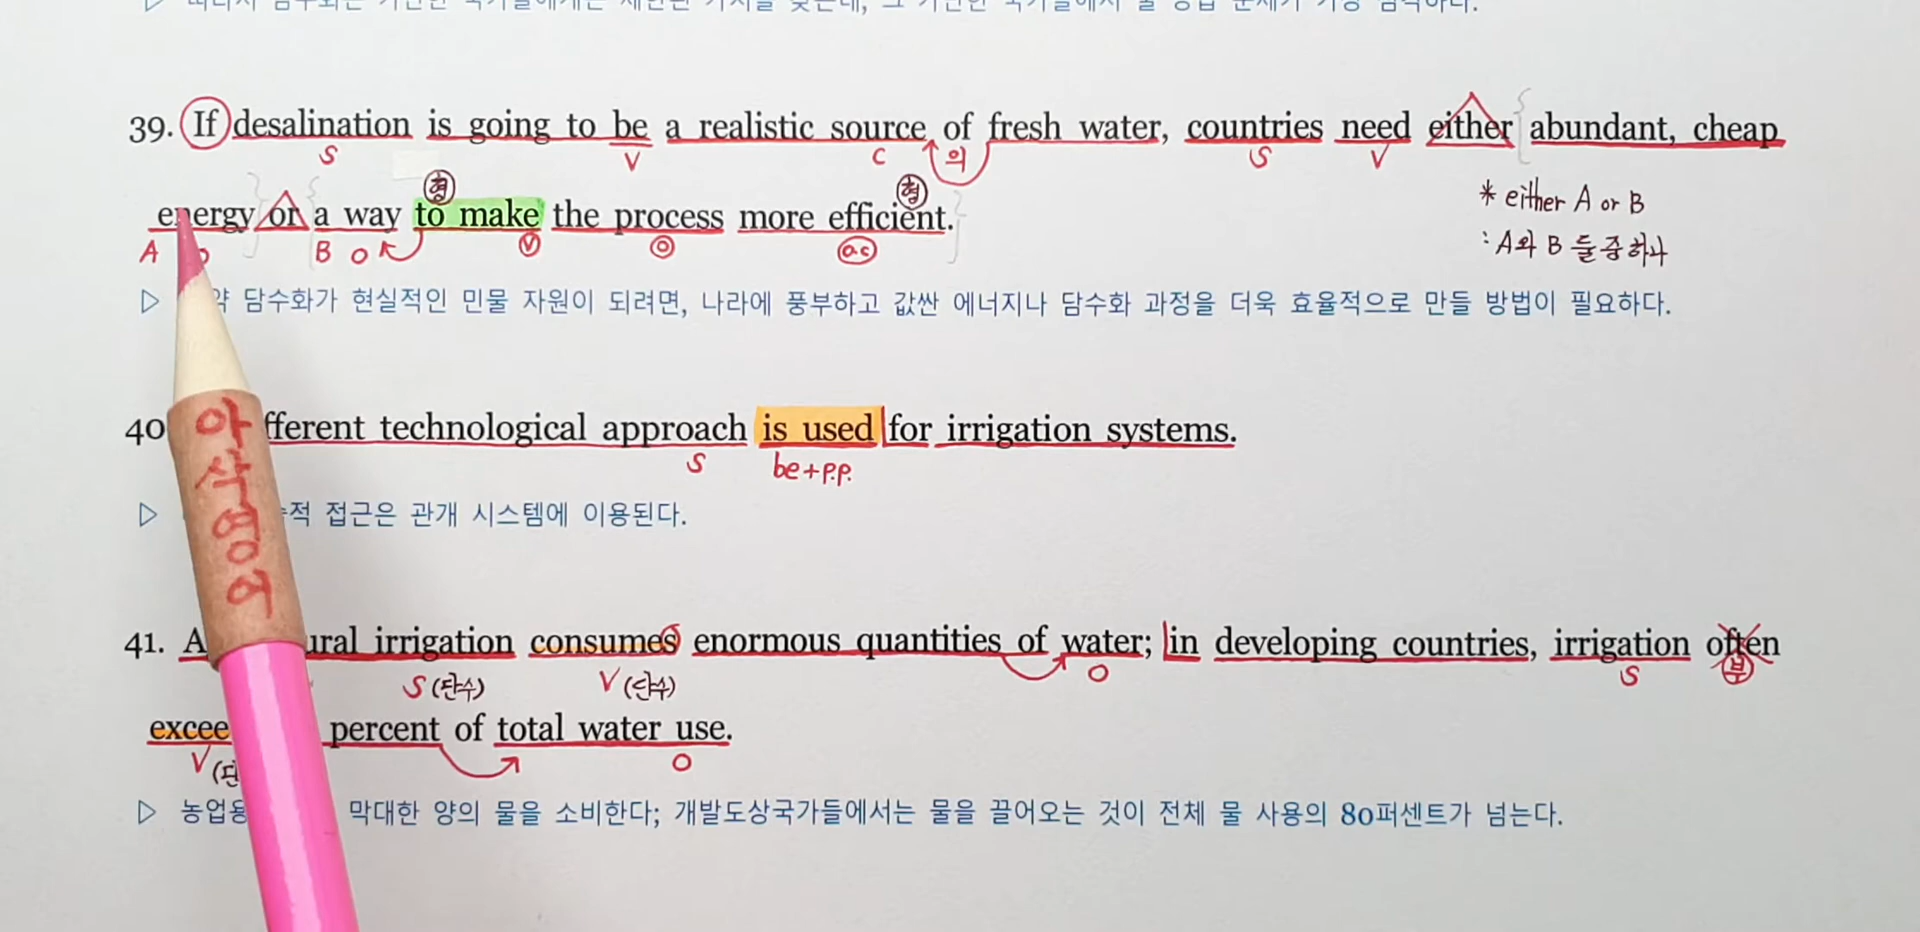 39. If desalination is going to be a realistic source of fresh water, countries need either abundant, cheap
S V C 의 S V
형 형
energy or a way to make the process more efficient.
A B O V O O.C
* either A or B
: A와 B 둘 중 하나
▷ 담수화가 현실적인 민물 자원이 되려면, 나라에 풍부하고 값싼 에너지나 담수화 과정을 더욱 효율적으로 만들 방법이 필요하다.
40 fferent technological approach is used for irrigation systems.
S be+p.p.
▷ 적 접근은 관개 시스템에 이용된다.
41. A ural irrigation consumes enormous quantities of water; in developing countries, irrigation often
S (단수) V (단수) O S 부
excee percent of total water use.
V (단 O
▷ 농업용 막대한 양의 물을 소비한다; 개발도상국가들에서는 물을 끌어오는 것이 전체 물 사용의 80퍼센트가 넘는다.
아상영어